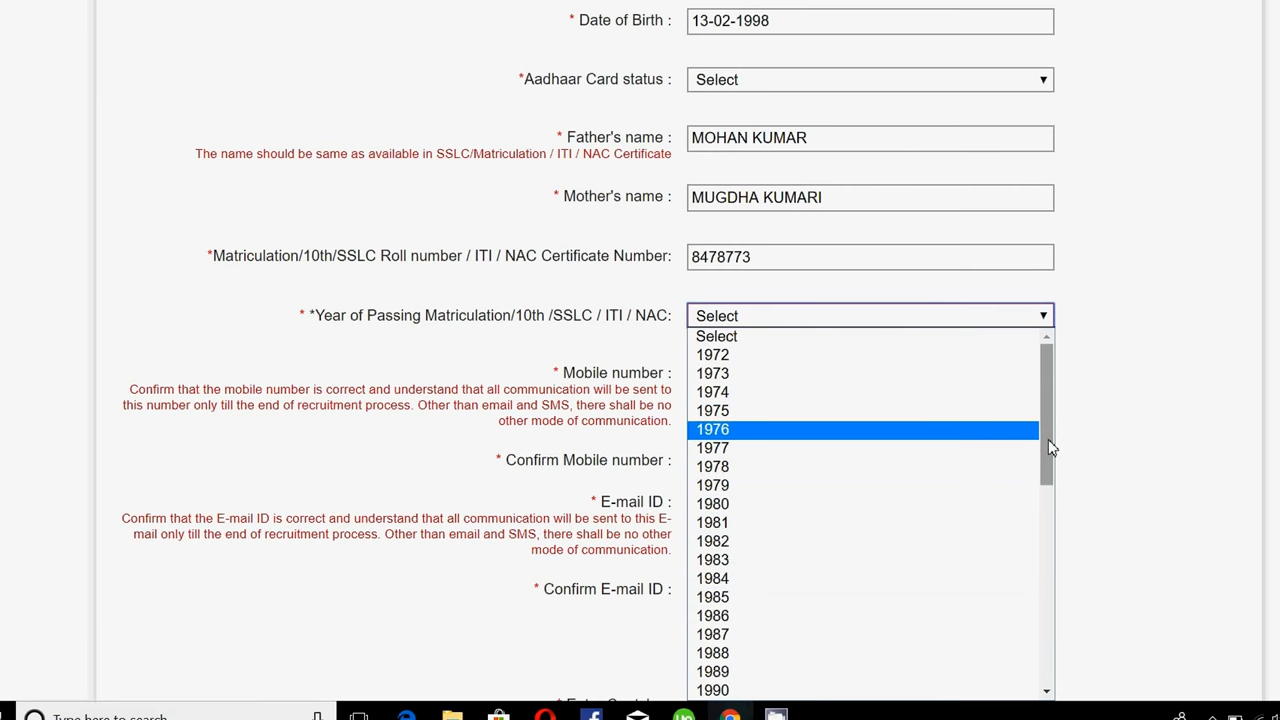 * Date of Birth : 13-02-1998
*Aadhaar Card status : Select
* Father's name : MOHAN KUMAR
The name should be same as available in SSLC/Matriculation / ITI / NAC Certificate
* Mother's name : MUGDHA KUMARI
*Matriculation/10th/SSLC Roll number / ITI / NAC Certificate Number: 8478773
* *Year of Passing Matriculation/10th /SSLC / ITI / NAC: Select
Select
1972
1973
1974
1975
1976
1977
1978
1979
1980
1981
1982
1983
1984
1985
1986
1987
1988
1989
1990
* Mobile number :
Confirm that the mobile number is correct and understand that all communication will be sent to
this number only till the end of recruitment process. Other than email and SMS, there shall be no
other mode of communication.
* Confirm Mobile number :
* E-mail ID :
Confirm that the E-mail ID is correct and understand that all communication will be sent to this E-
mail only till the end of recruitment process. Other than email and SMS, there shall be no other
mode of communication.
* Confirm E-mail ID :
Type here to search